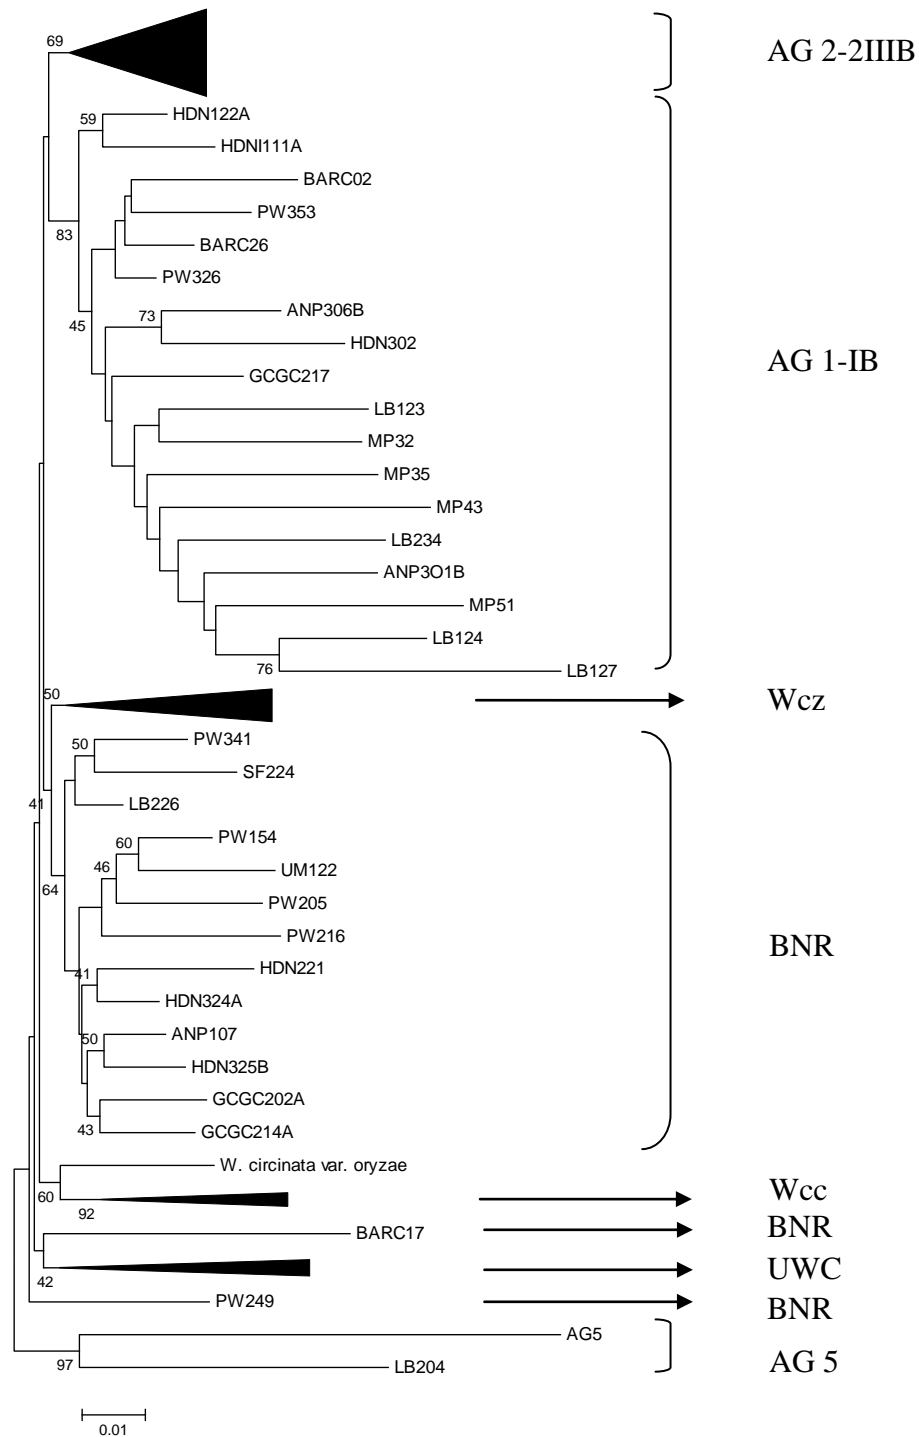 69
AG 2-2IIIB
HDN122A
59
HDNI111A
BARC02
PW353
83
BARC26
PW326
ANP306B
73
45
HDN302
AG 1-IB
GCGC217
LB123
MP32
MP35
MP43
LB234
ANP3O1B
MP51
LB124
76
LB127
50
Wcz
PW341
50
SF224
41
LB226
PW154
60
UM122
46
64
PW205
PW216
BNR
HDN221
41
HDN324A
ANP107
50
HDN325B
GCGC202A
43
GCGC214A
W. circinata var. oryzae
60
Wcc
92
BARC17
BNR
UWC
42
PW249
BNR
AG5
97
LB204
AG 5
0.01